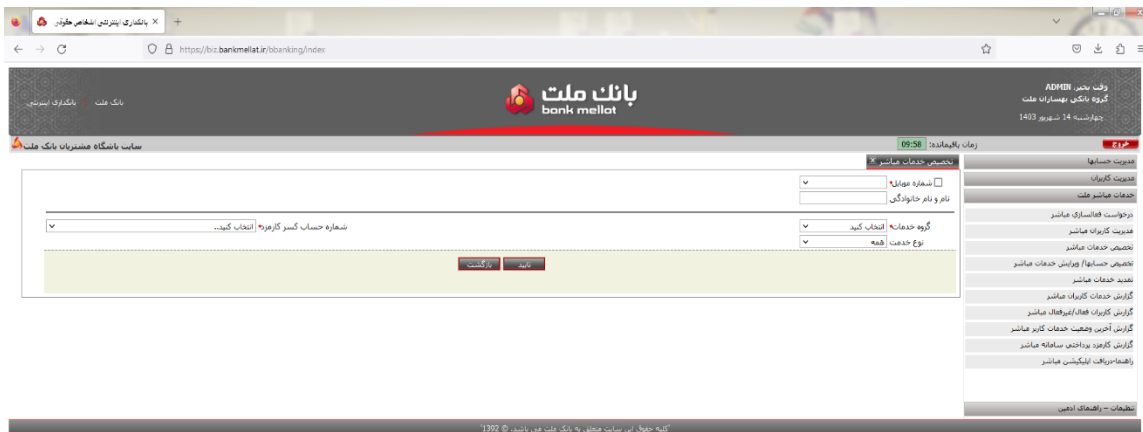 بانکداری اینترنتی اشخاص حقوقی
https://biz.bankmellat.ir/bbanking/index
وقت بخیر، ADMIN
گروه بانکی بهسازان ملت
چهارشنبه 14 شهریور 1403
بانک ملت
bank mellat
بانک ملت
بانکداری اینترنتی
خروج
زمان باقیمانده: 09:58
سایت باشگاه مشتریان بانک ملت
مدیریت حسابها
مدیریت کاربران
خدمات مباشر ملت
درخواست فعالسازی مباشر
مدیریت کاربران مباشر
تخصیص خدمات مباشر
تخصیص حسابها/ ویرایش خدمات مباشر
تمدید خدمات مباشر
گزارش خدمات کاربران مباشر
گزارش کاربران فعال/غیرفعال مباشر
گزارش آخرین وضعیت خدمات کاربر مباشر
گزارش کارمزد پرداختی سامانه مباشر
راهنما-دریافت اپلیکیشن مباشر
تنظیمات – راهنمای ادمین
تخصیص خدمات مباشر ×
شماره موبایل*
نام و نام خانوادگی
گروه خدمات* انتخاب کنید
شماره حساب کسر کارمزد* انتخاب کنید..
نوع خدمت همه
تایید
بازگشت
"کلیه حقوق این سایت متعلق به بانک ملت می باشد. © 1392"